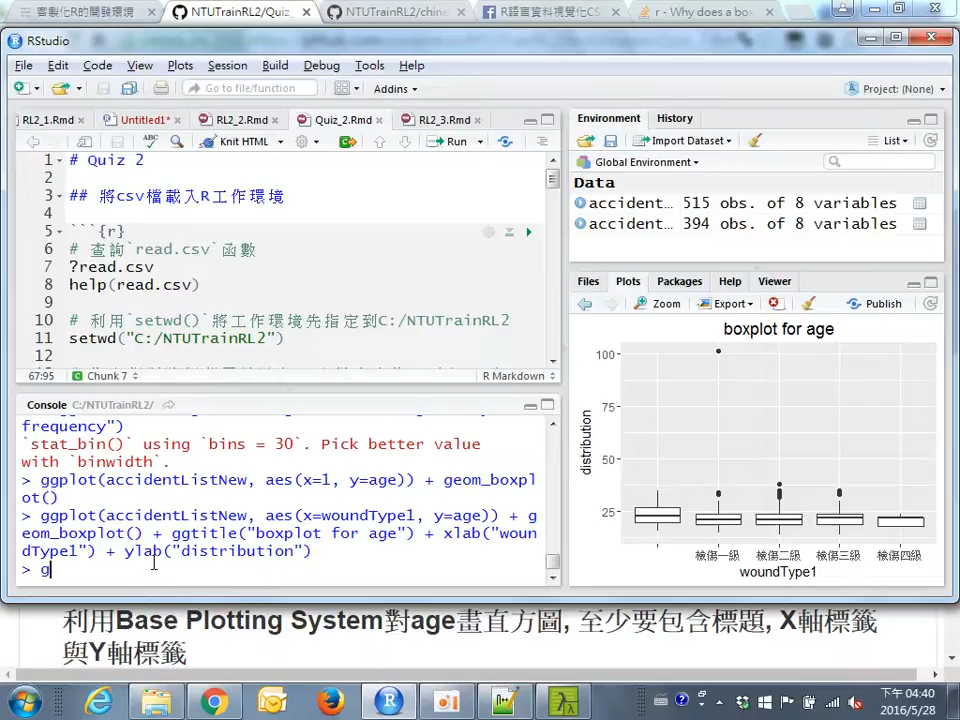 客製化R的開發環境
NTUTrainRL2/Quiz_
NTUTrainRL2/chine
R語言資料視覺化CS
r - Why does a box
RStudio
File Edit Code View Plots Session Build Debug Tools Help
Go to file/function Addins Project: (None)
RL2_1.Rmd Untitled1* RL2_2.Rmd Quiz_2.Rmd RL2_3.Rmd
ABC Knit HTML Run
1 # Quiz 2
2
3 ## 將csv檔載入R工作環境
4
5 ```{r}
6 # 查詢`read.csv`函數
7 ?read.csv
8 help(read.csv)
9
10 # 利用`setwd()`將工作環境先指定到C:/NTUTrainRL2
11 setwd("C:/NTUTrainRL2")
12
67:95 Chunk 7 R Markdown
Console C:/NTUTrainRL2/
frequency")
`stat_bin()` using `bins = 30`. Pick better value
with `binwidth`.
> ggplot(accidentListNew, aes(x=1, y=age)) + geom_boxpl
ot()
> ggplot(accidentListNew, aes(x=woundType1, y=age)) + g
eom_boxplot() + ggtitle("boxplot for age") + xlab("woun
dType1") + ylab("distribution")
> g
Environment History
Import Dataset List
Global Environment
Data
accident… 515 obs. of 8 variables
accident… 394 obs. of 8 variables
Files Plots Packages Help Viewer
Zoom Export Publish
boxplot for age
100
75
50
25
distribution
檢傷一級 檢傷二級 檢傷三級 檢傷四級
woundType1
利用Base Plotting System對age畫直方圖, 至少要包含標題, X軸標籤
與Y軸標籤
下午 04:40
2016/5/28